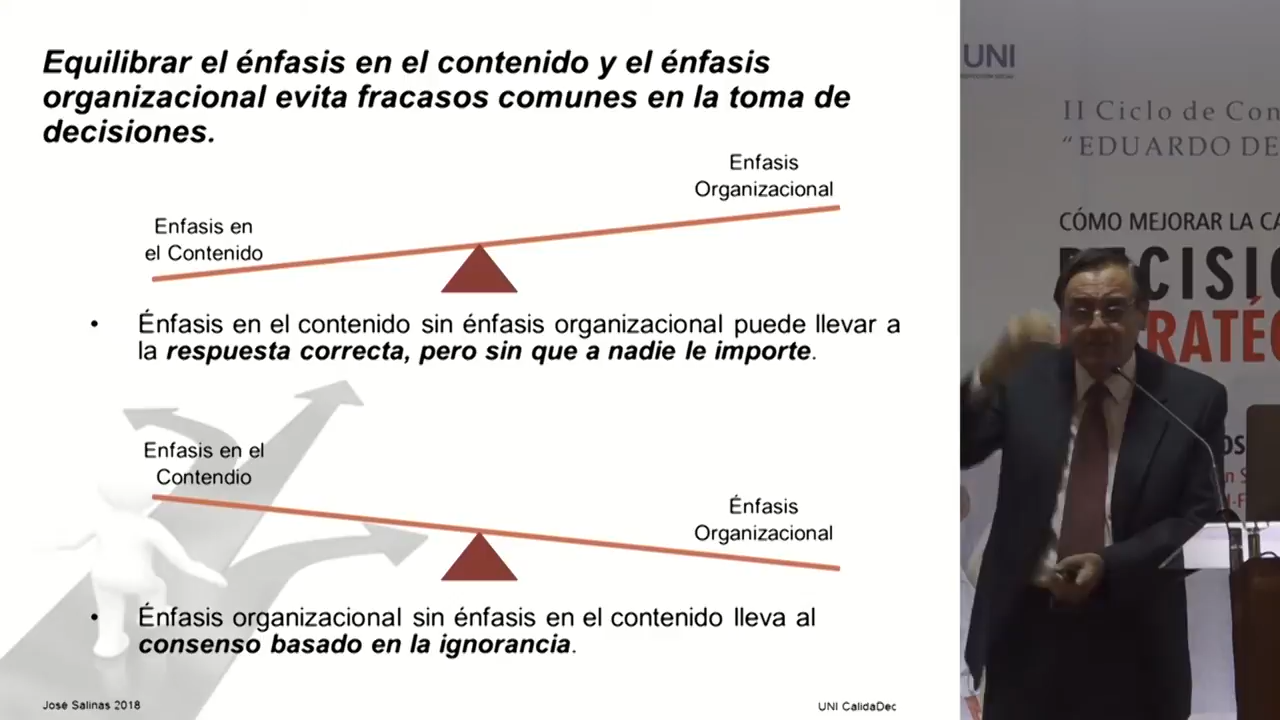 Equilibrar el énfasis en el contenido y el énfasis
organizacional evita fracasos comunes en la toma de
decisiones.
Enfasis
Organizacional
Enfasis en
el Contenido
• Énfasis en el contenido sin énfasis organizacional puede llevar a
la respuesta correcta, pero sin que a nadie le importe.
Enfasis en el
Contendio
Énfasis
Organizacional
• Énfasis organizacional sin énfasis en el contenido lleva al
consenso basado en la ignorancia.
José Salinas 2018
UNI CalidaDec
UNI
II Ciclo de Con
“EDUARDO DE
CÓMO MEJORAR LA CA
ECISIO
RATÉG